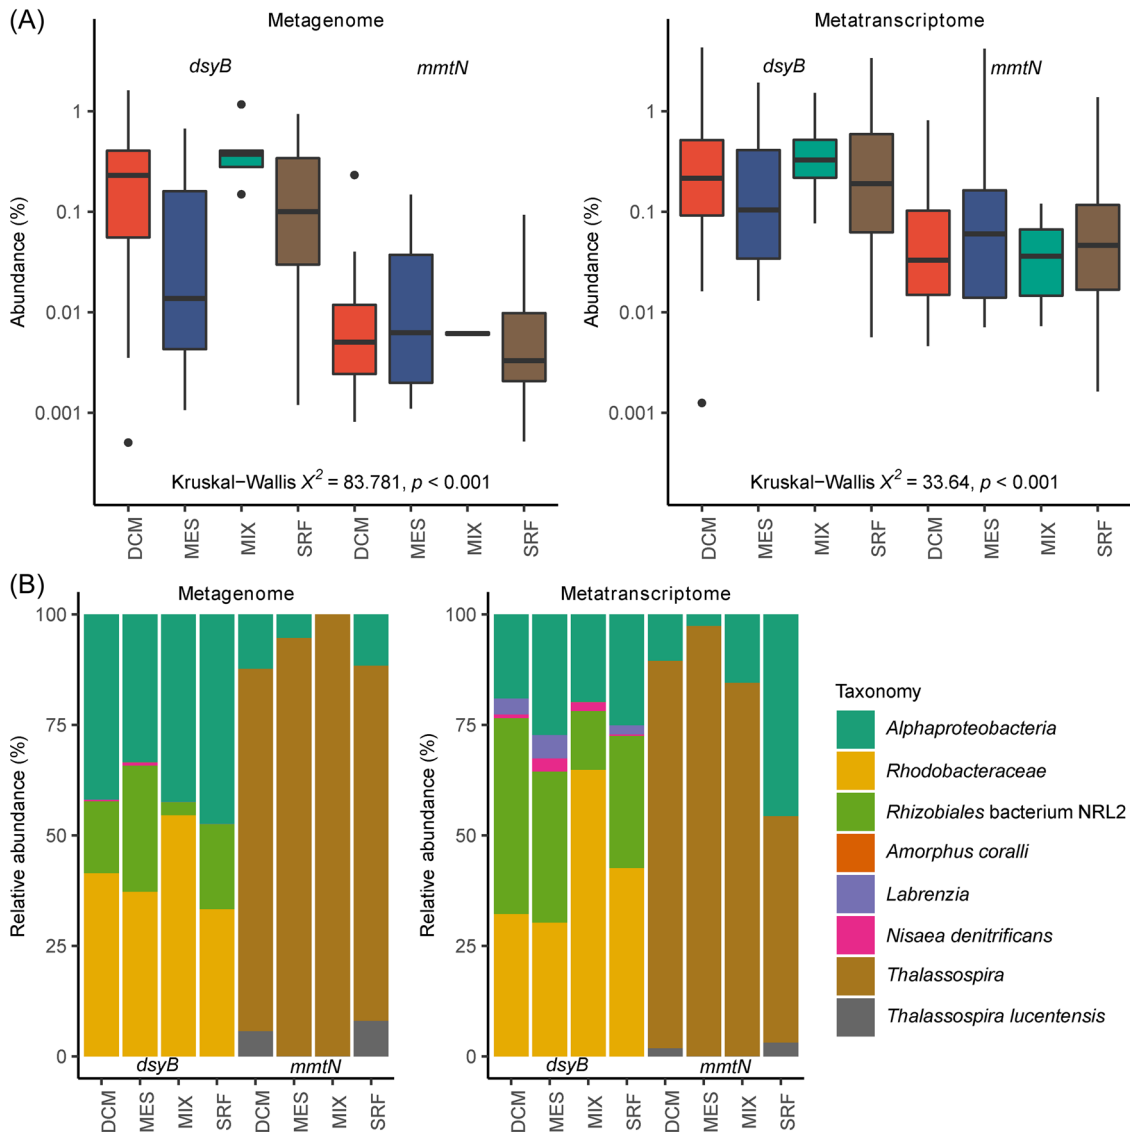 (A)
Metagenome
dsyB
mmtN
Abundance (%)
1
0.1
0.01
0.001
Kruskal−Wallis X² = 83.781, p < 0.001
DCM
MES
MIX
SRF
DCM
MES
MIX
SRF
Metatranscriptome
dsyB
mmtN
Abundance (%)
1
0.1
0.01
0.001
Kruskal−Wallis X² = 33.64, p < 0.001
DCM
MES
MIX
SRF
DCM
MES
MIX
SRF
(B)
Metagenome
Relative abundance (%)
100
75
50
25
0
dsyB
mmtN
DCM
MES
MIX
SRF
DCM
MES
MIX
SRF
Metatranscriptome
Relative abundance (%)
100
75
50
25
0
dsyB
mmtN
DCM
MES
MIX
SRF
DCM
MES
MIX
SRF
Taxonomy
Alphaproteobacteria
Rhodobacteraceae
Rhizobiales bacterium NRL2
Amorphus coralli
Labrenzia
Nisaea denitrificans
Thalassospira
Thalassospira lucentensis